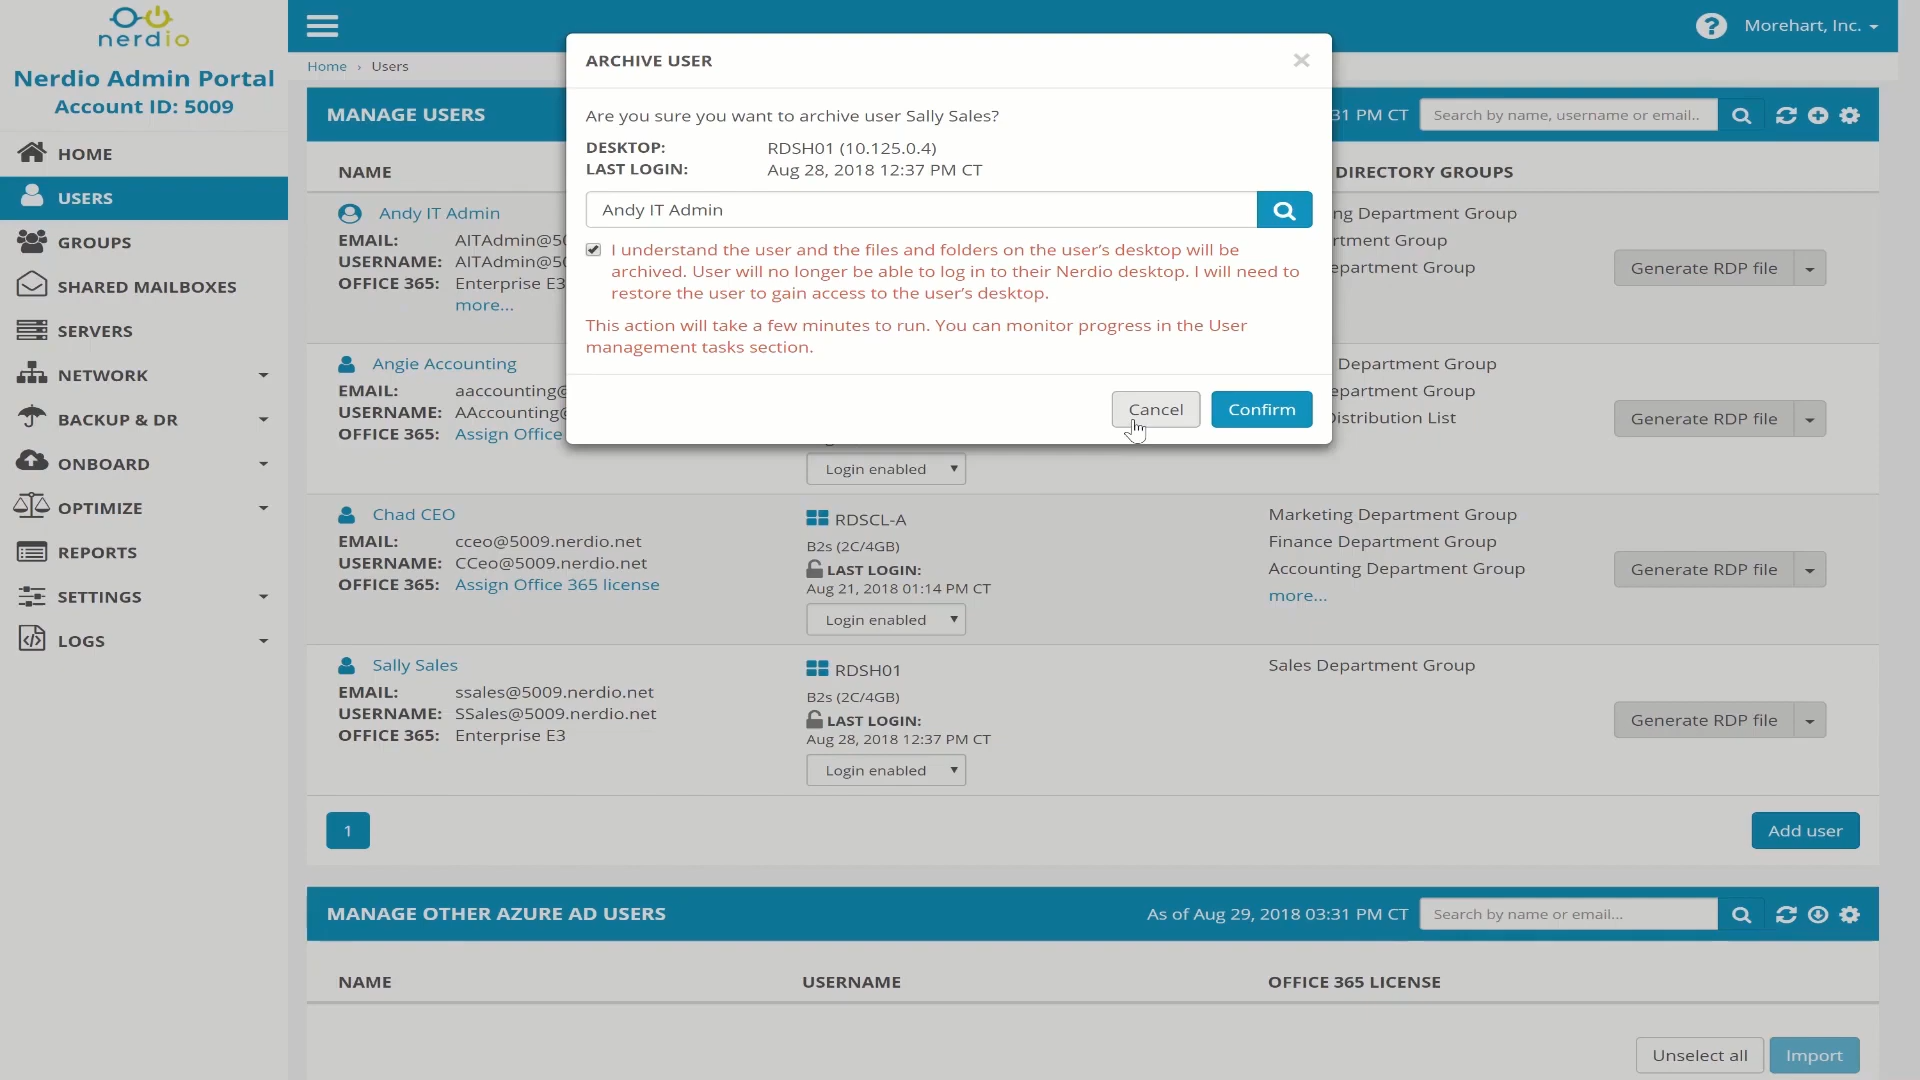 nerdio
Nerdio Admin Portal
Account ID: 5009
HOME
USERS
GROUPS
SHARED MAILBOXES
SERVERS
NETWORK
BACKUP & DR
ONBOARD
OPTIMIZE
REPORTS
SETTINGS
LOGS
? Morehart, Inc.
Home › Users
ARCHIVE USER ×
Are you sure you want to archive user Sally Sales?
DESKTOP: RDSH01 (10.125.0.4)
LAST LOGIN: Aug 28, 2018 12:37 PM CT
Andy IT Admin
I understand the user and the files and folders on the user’s desktop will be
archived. User will no longer be able to log in to their Nerdio desktop. I will need to
restore the user to gain access to the user’s desktop.
This action will take a few minutes to run. You can monitor progress in the User
management tasks section.
Cancel Confirm
MANAGE USERS 31 PM CT Search by name, username or email..
NAME DIRECTORY GROUPS
Andy IT Admin ng Department Group
EMAIL: AITAdmin@50 rtment Group
USERNAME: AITAdmin@50 epartment Group Generate RDP file
OFFICE 365: Enterprise E3
more...
Angie Accounting Department Group
EMAIL: aaccounting@ epartment Group
USERNAME: AAccounting@ istribution List Generate RDP file
OFFICE 365: Assign Office
Login enabled
Chad CEO RDSCL-A Marketing Department Group
EMAIL: cceo@5009.nerdio.net B2s (2C/4GB) Finance Department Group
USERNAME: CCeo@5009.nerdio.net LAST LOGIN: Accounting Department Group Generate RDP file
OFFICE 365: Assign Office 365 license Aug 21, 2018 01:14 PM CT more...
Login enabled
Sally Sales RDSH01 Sales Department Group
EMAIL: ssales@5009.nerdio.net B2s (2C/4GB)
USERNAME: SSales@5009.nerdio.net LAST LOGIN: Generate RDP file
OFFICE 365: Enterprise E3 Aug 28, 2018 12:37 PM CT
Login enabled
1 Add user
MANAGE OTHER AZURE AD USERS As of Aug 29, 2018 03:31 PM CT Search by name or email...
NAME USERNAME OFFICE 365 LICENSE
Unselect all Import